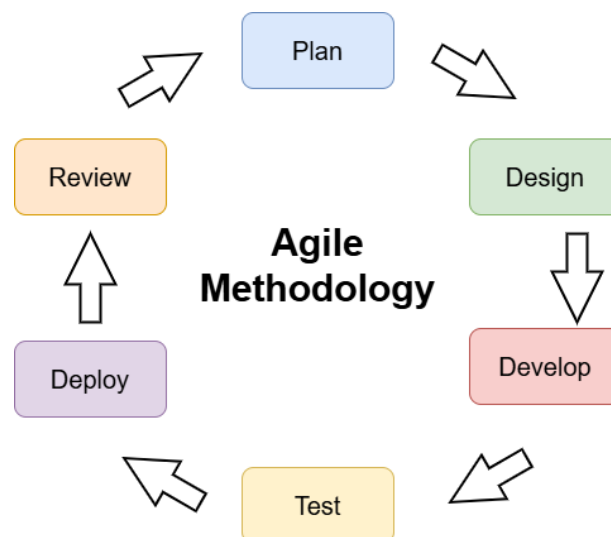 Plan
Design
Develop
Test
Deploy
Review
Agile
Methodology